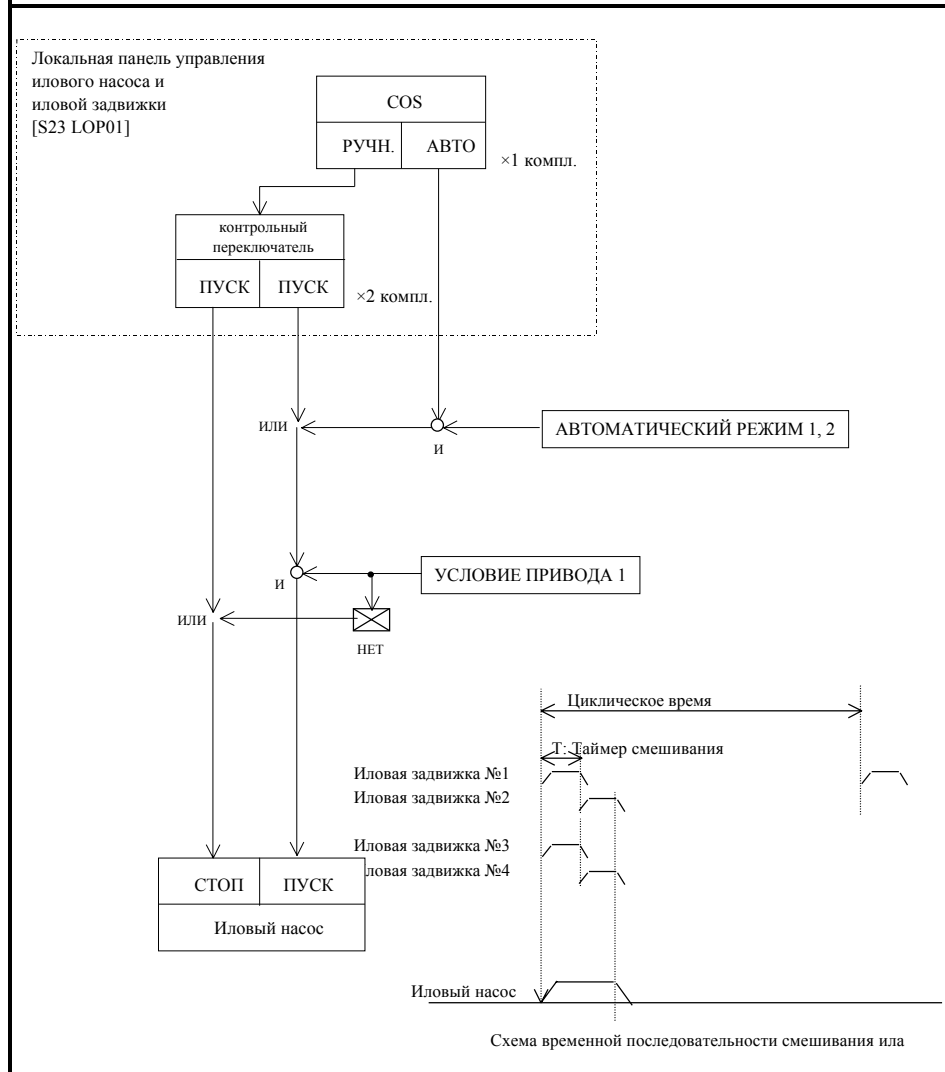 Локальная панель управления
илового насоса и
иловой задвижки
[S23 LOP01]
COS
РУЧН. АВТО
×1 компл.
контрольный
переключатель
ПУСК ПУСК
×2 компл.
ИЛИ
И
АВТОМАТИЧЕСКИЙ РЕЖИМ 1, 2
И
УСЛОВИЕ ПРИВОДА 1
ИЛИ
НЕТ
Циклическое время
Т: Таймер смешивания
Иловая задвижка №1
Иловая задвижка №2
Иловая задвижка №3
ловая задвижка №4
СТОП ПУСК
Иловый насос
Иловый насос
Схема временной последовательности смешивания ила